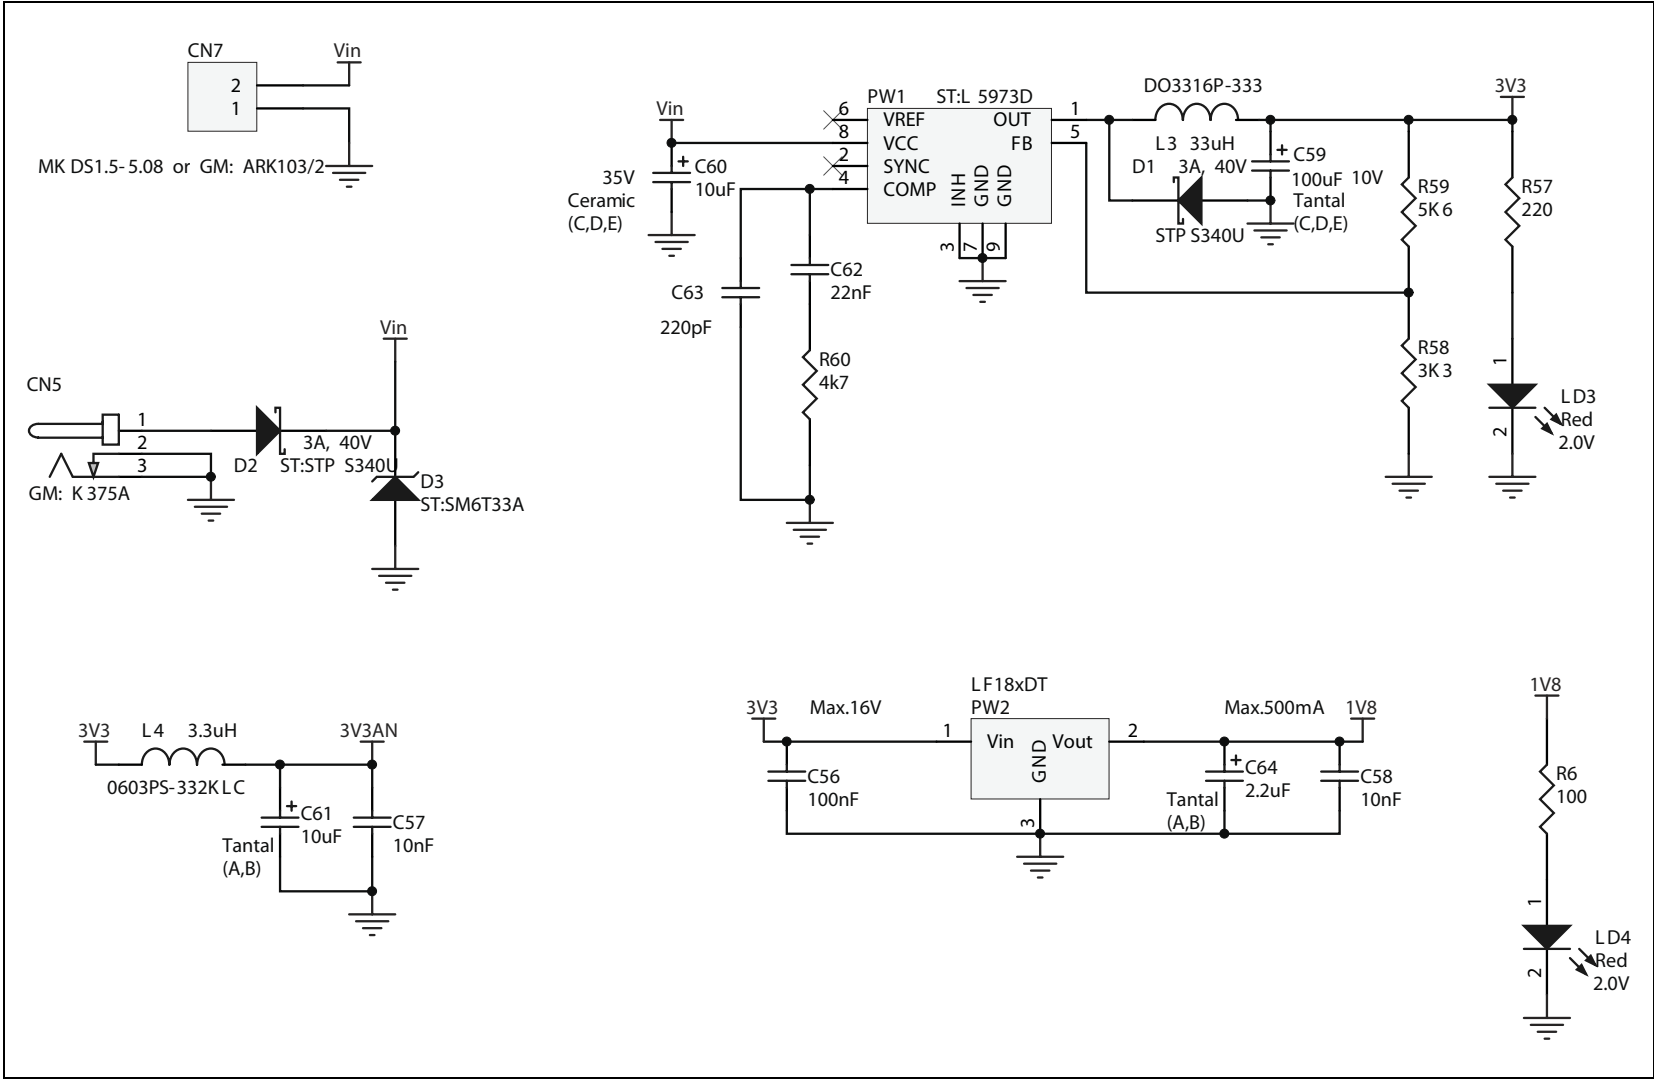 CN7
Vin
2
1
MK DS1.5-5.08 or GM: ARK103/2
Vin
35V
Ceramic
(C,D,E)
C60
10uF
+
PW1
ST:L 5973D
6
VREF
8
VCC
2
SYNC
4
COMP
OUT
1
FB
5
INH
GND
GND
3
7
9
DO3316P-333
L3 33uH
D1 3A, 40V
STP S340U
+
C59
100uF 10V
Tantal
(C,D,E)
3V3
R59
5K6
R57
220
C63
220pF
C62
22nF
R60
4k7
R58
3K3
1
2
LD3
Red
2.0V
Vin
CN5
1
2
3
GM: K375A
D2
3A, 40V
ST:STP S340U
D3
ST:SM6T33A
3V3
L4 3.3uH
3V3AN
0603PS-332KLC
+
C61
10uF
Tantal
(A,B)
C57
10nF
3V3
Max.16V
LF18xDT
PW2
Max.500mA
1V8
1
Vin
GND
Vout
2
3
C56
100nF
+
C64
2.2uF
Tantal
(A,B)
C58
10nF
1V8
R6
100
1
2
LD4
Red
2.0V